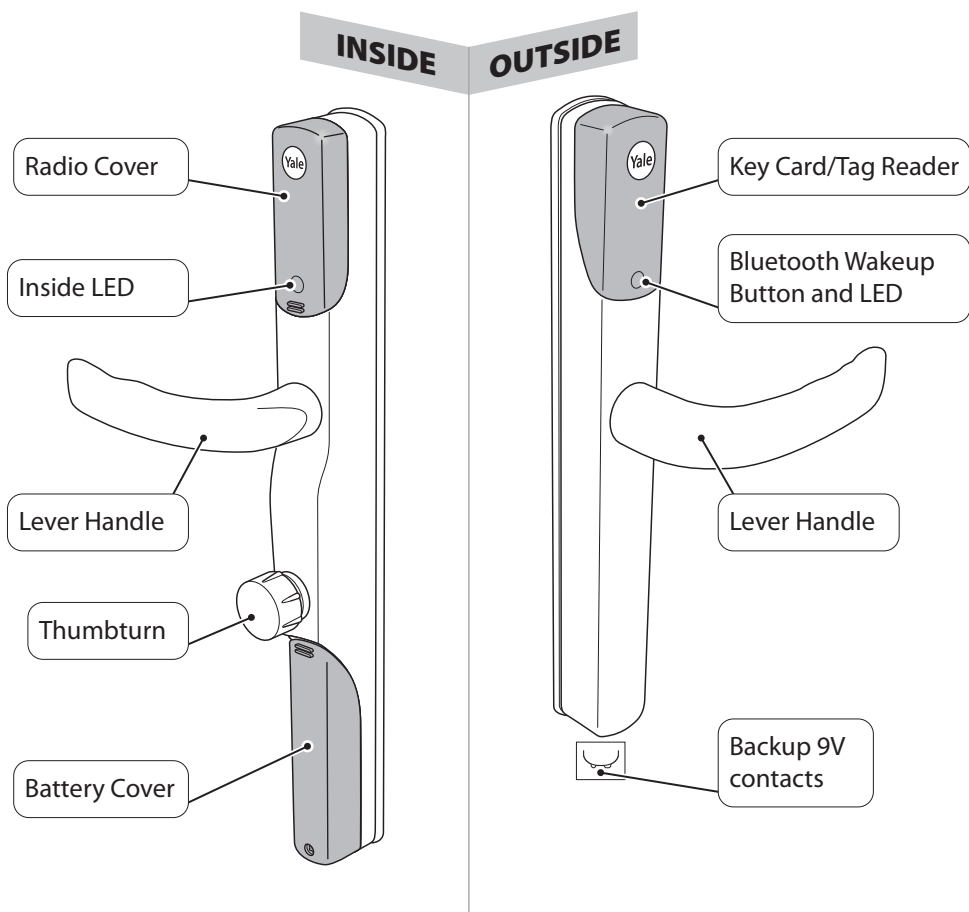 INSIDE
OUTSIDE
Yale
Radio Cover
Inside LED
Lever Handle
Thumbturn
Battery Cover
Yale
Key Card/Tag Reader
Bluetooth Wakeup
Button and LED
Lever Handle
Backup 9V
contacts